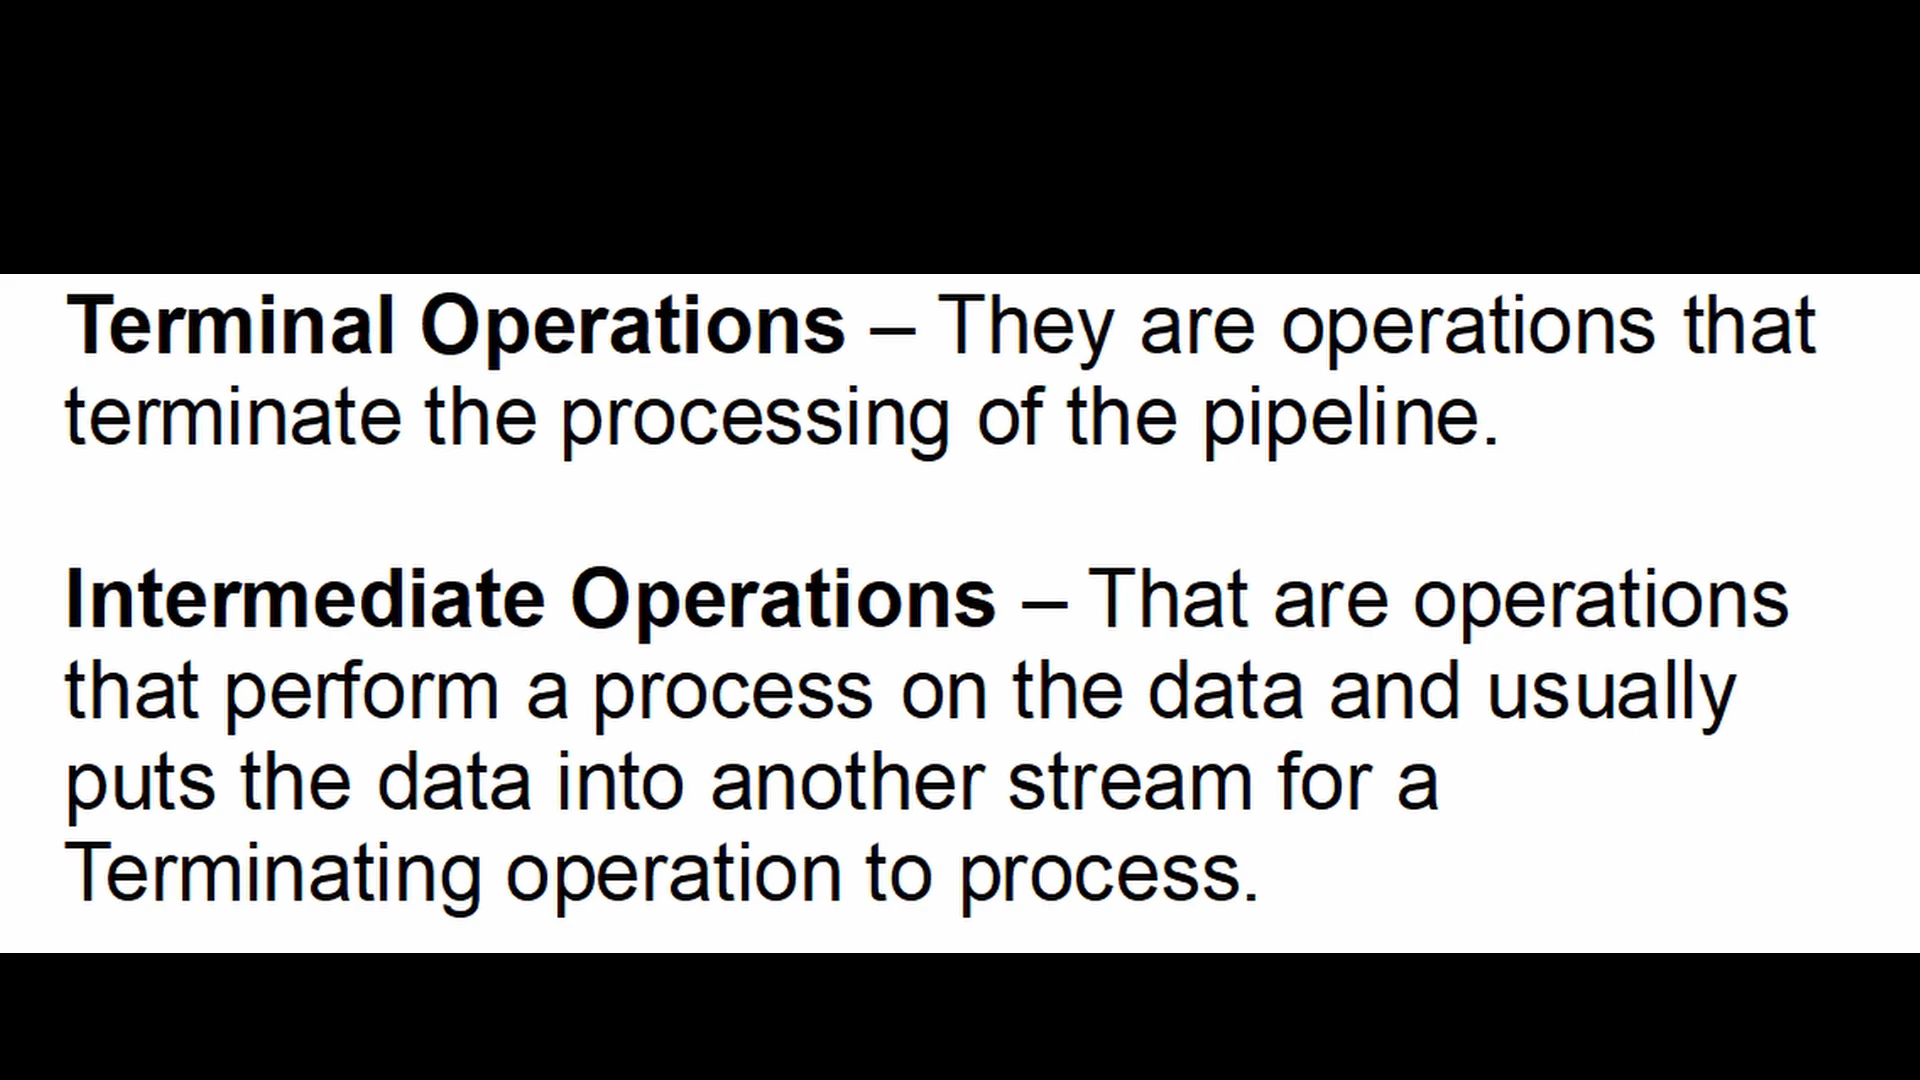 Terminal Operations – They are operations that
terminate the processing of the pipeline.
Intermediate Operations – That are operations
that perform a process on the data and usually
puts the data into another stream for a
Terminating operation to process.